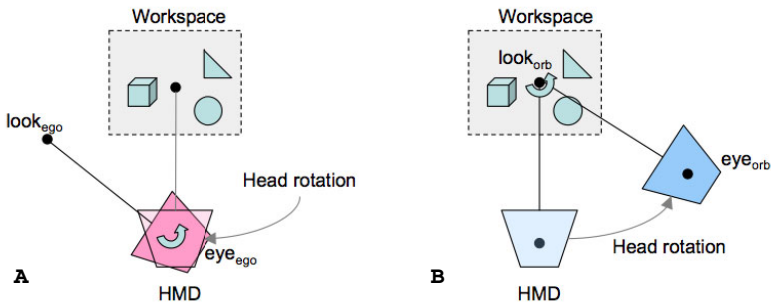 Workspace
look_ego
Head rotation
eye_ego
A
HMD
Workspace
look_orb
eye_orb
Head rotation
B
HMD